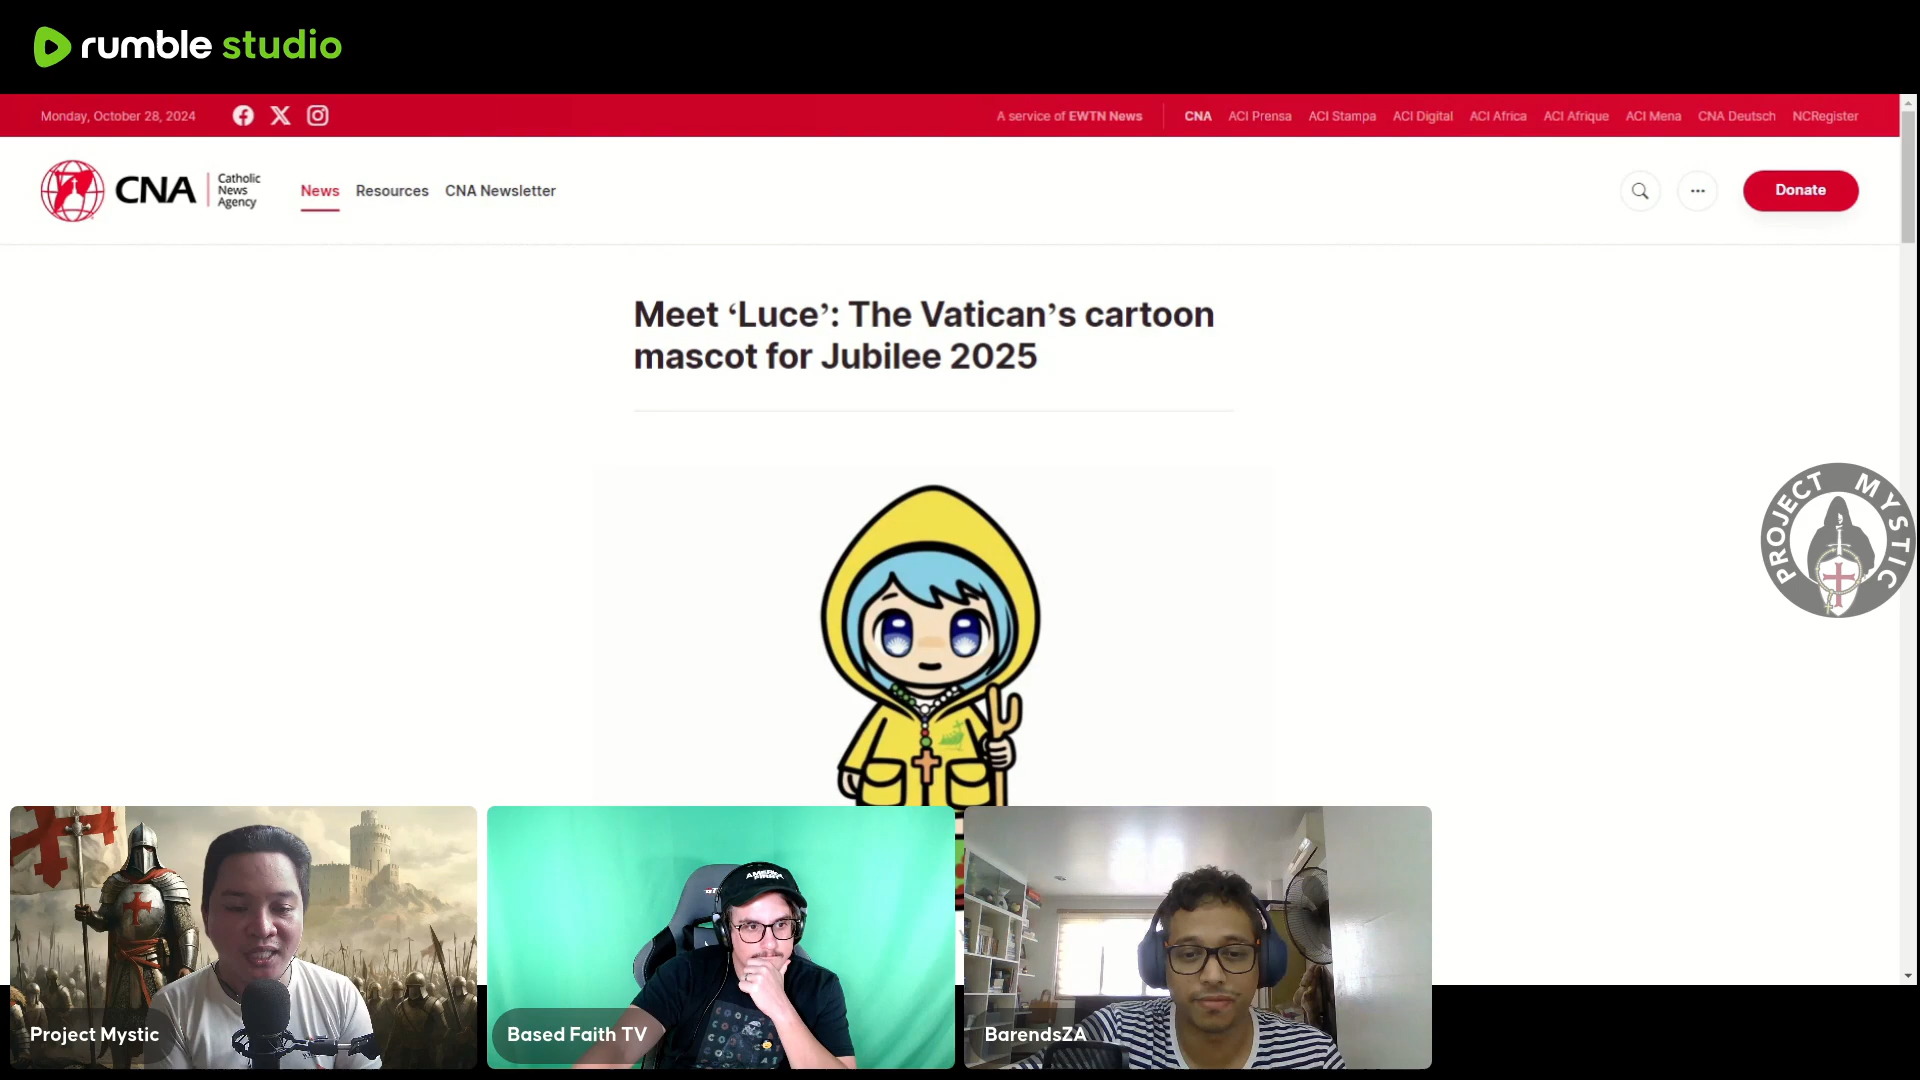 rumble studio
Monday, October 28, 2024
A service of EWTN News CNA ACI Prensa ACI Stampa ACI Digital ACI Africa ACI Afrique ACI Mena CNA Deutsch NCRegister
CNA Catholic News Agency
News Resources CNA Newsletter
Donate
Meet ‘Luce’: The Vatican’s cartoon
mascot for Jubilee 2025
PROJECT MYSTIC
AMERICA FIRST
Project Mystic
Based Faith TV
BarendsZA